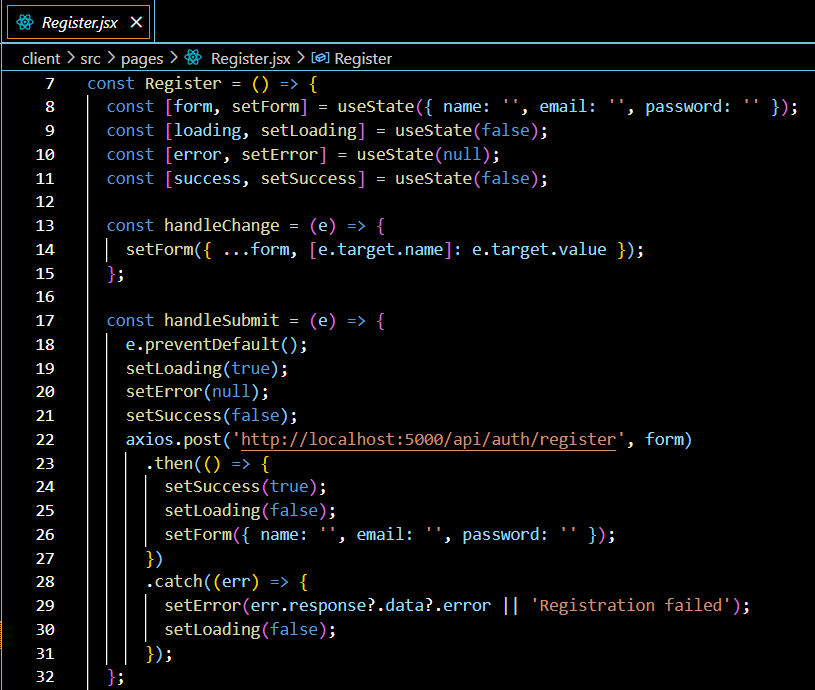 Register.jsx
client > src > pages > Register.jsx > Register
7 const Register = () => {
8 const [form, setForm] = useState({ name: '', email: '', password: '' });
9 const [loading, setLoading] = useState(false);
10 const [error, setError] = useState(null);
11 const [success, setSuccess] = useState(false);
12
13 const handleChange = (e) => {
14 setForm({ ...form, [e.target.name]: e.target.value });
15 };
16
17 const handleSubmit = (e) => {
18 e.preventDefault();
19 setLoading(true);
20 setError(null);
21 setSuccess(false);
22 axios.post('http://localhost:5000/api/auth/register', form)
23 .then(() => {
24 setSuccess(true);
25 setLoading(false);
26 setForm({ name: '', email: '', password: '' });
27 })
28 .catch((err) => {
29 setError(err.response?.data?.error || 'Registration failed');
30 setLoading(false);
31 });
32 };